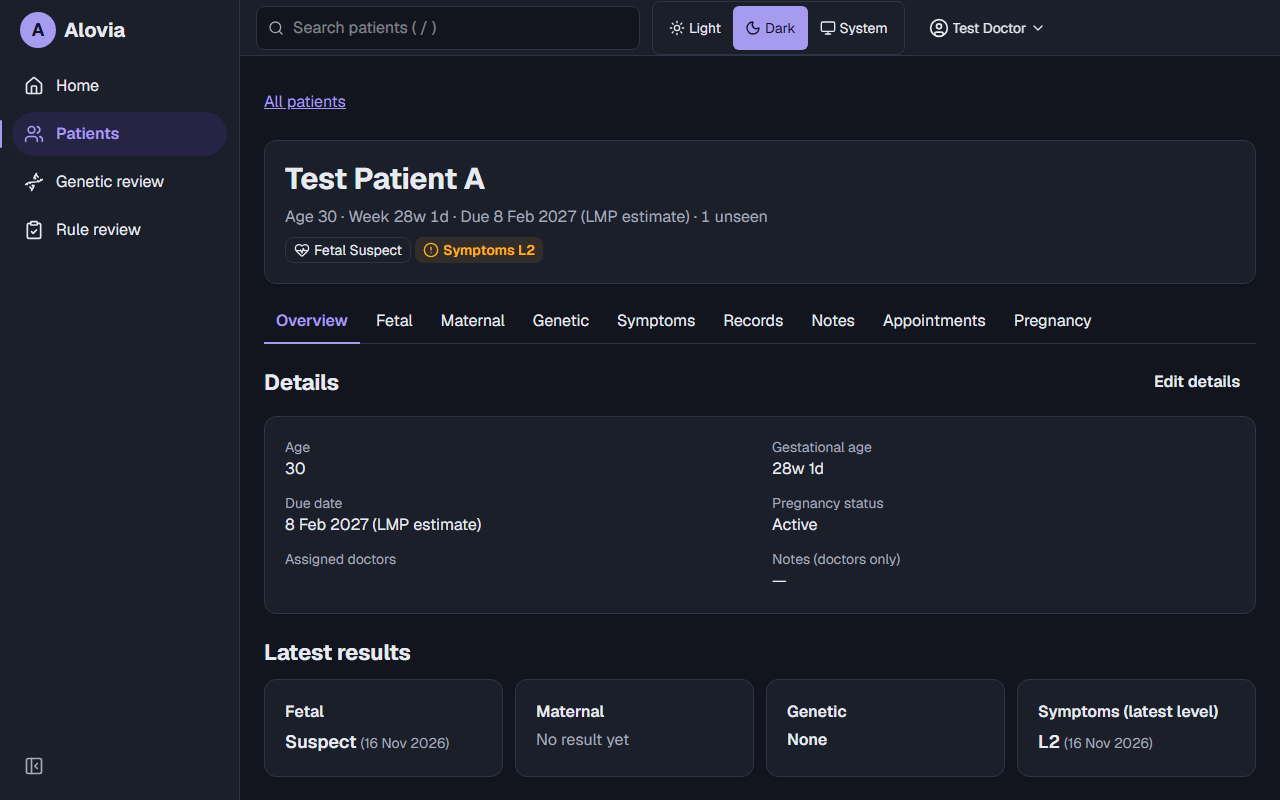 A Alovia
Search patients ( / )
Light Dark System
Test Doctor
Home
Patients
Genetic review
Rule review
All patients
Test Patient A
Age 30 · Week 28w 1d · Due 8 Feb 2027 (LMP estimate) · 1 unseen
Fetal Suspect Symptoms L2
Overview Fetal Maternal Genetic Symptoms Records Notes Appointments Pregnancy
Details
Edit details
Age
30
Gestational age
28w 1d
Due date
8 Feb 2027 (LMP estimate)
Pregnancy status
Active
Assigned doctors
Notes (doctors only)
—
Latest results
Fetal
Suspect (16 Nov 2026)
Maternal
No result yet
Genetic
None
Symptoms (latest level)
L2 (16 Nov 2026)